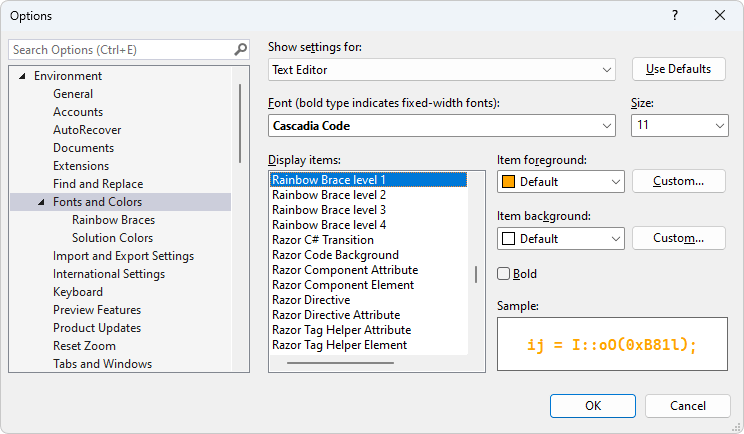 Options
?
Search Options (Ctrl+E)
Environment
General
Accounts
AutoRecover
Documents
Extensions
Find and Replace
Fonts and Colors
Rainbow Braces
Solution Colors
Import and Export Settings
International Settings
Keyboard
Preview Features
Product Updates
Reset Zoom
Tabs and Windows
Show settings for:
Text Editor
Use Defaults
Font (bold type indicates fixed-width fonts):
Size:
Cascadia Code
11
Display items:
Rainbow Brace level 1
Rainbow Brace level 2
Rainbow Brace level 3
Rainbow Brace level 4
Razor C# Transition
Razor Code Background
Razor Component Attribute
Razor Component Element
Razor Directive
Razor Directive Attribute
Razor Tag Helper Attribute
Razor Tag Helper Element
Item foreground:
Default
Custom...
Item background:
Default
Custom...
Bold
Sample:
ij = I::oO(0xB81l);
OK
Cancel